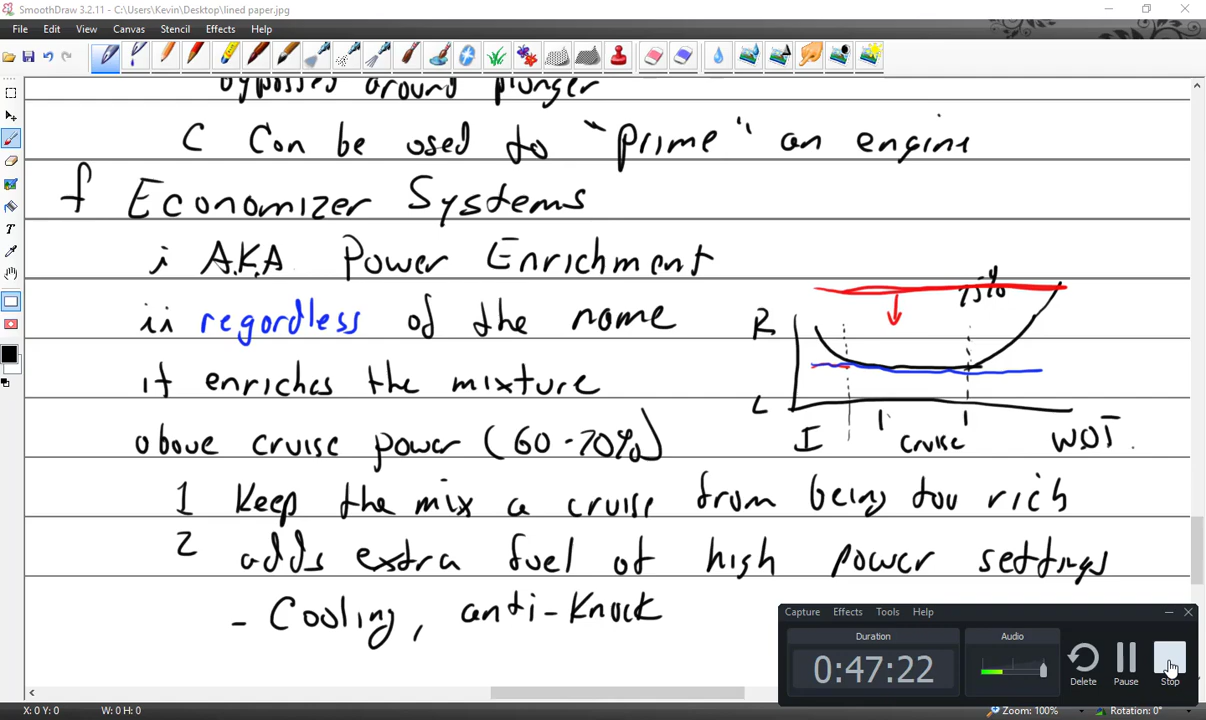 SmoothDraw 3.2.11 - C:\Users\Kevin\Desktop\lined paper.jpg
File Edit View Canvas Stencil Effects Help
bypasses around plunger
C Can be used to "prime" an engine
f Economizer Systems
i A.K.A. Power Enrichment
ii regardless of the name
it enriches the mixture
above cruise power (60-70%)
1 Keep the mix a cruise from being too rich
2 adds extra fuel at high power settings
- Cooling, anti-Knock
75%
R
L
I cruise WOT
Capture Effects Tools Help
Duration Audio
0:47:22
Delete Pause Stop
X: 0 Y: 0 W: 0 H: 0 Zoom: 100% Rotation: 0°